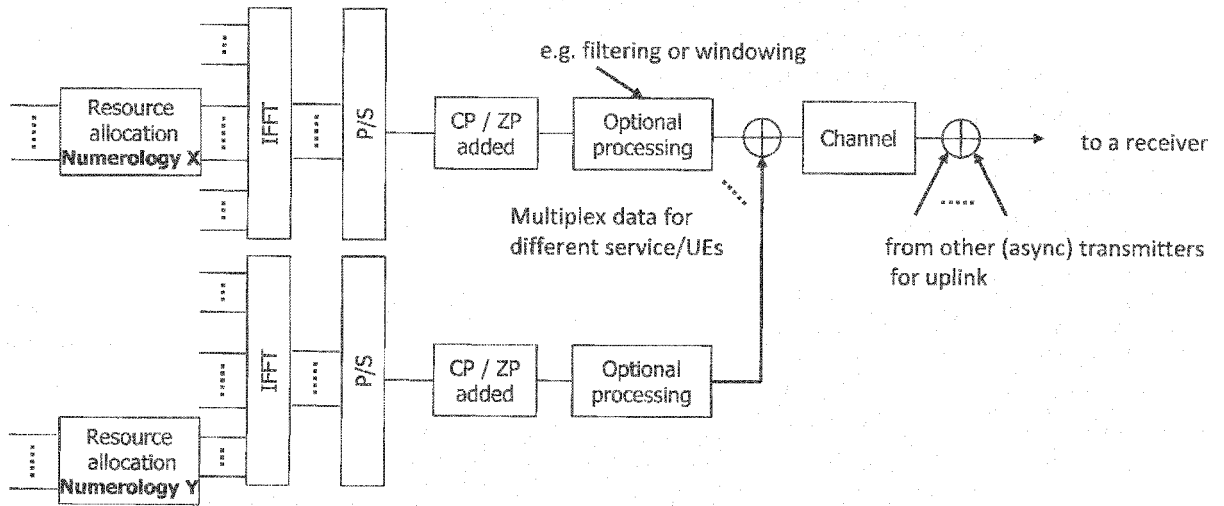 e.g. filtering or windowing
Resource
allocation
Numerology X
IFFT
P/S
CP / ZP
added
Optional
processing
Channel
to a receiver
Multiplex data for
different service/UEs
from other (async) transmitters
for uplink
Resource
allocation
Numerology Y
IFFT
P/S
CP / ZP
added
Optional
processing